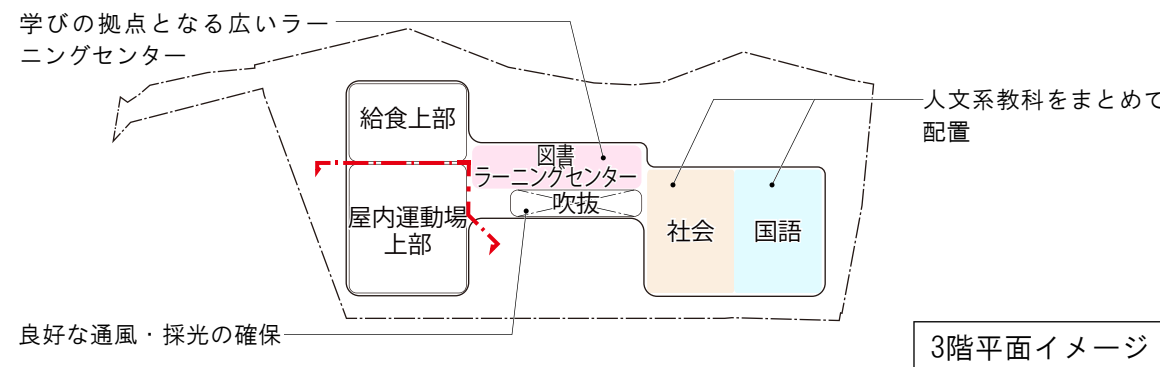 学びの拠点となる広いラー
ニングセンター
給食上部
図書
ラーニングセンター
吹抜
屋内運動場
上部
社会
国語
人文系教科をまとめて
配置
良好な通風・採光の確保
3階平面イメージ